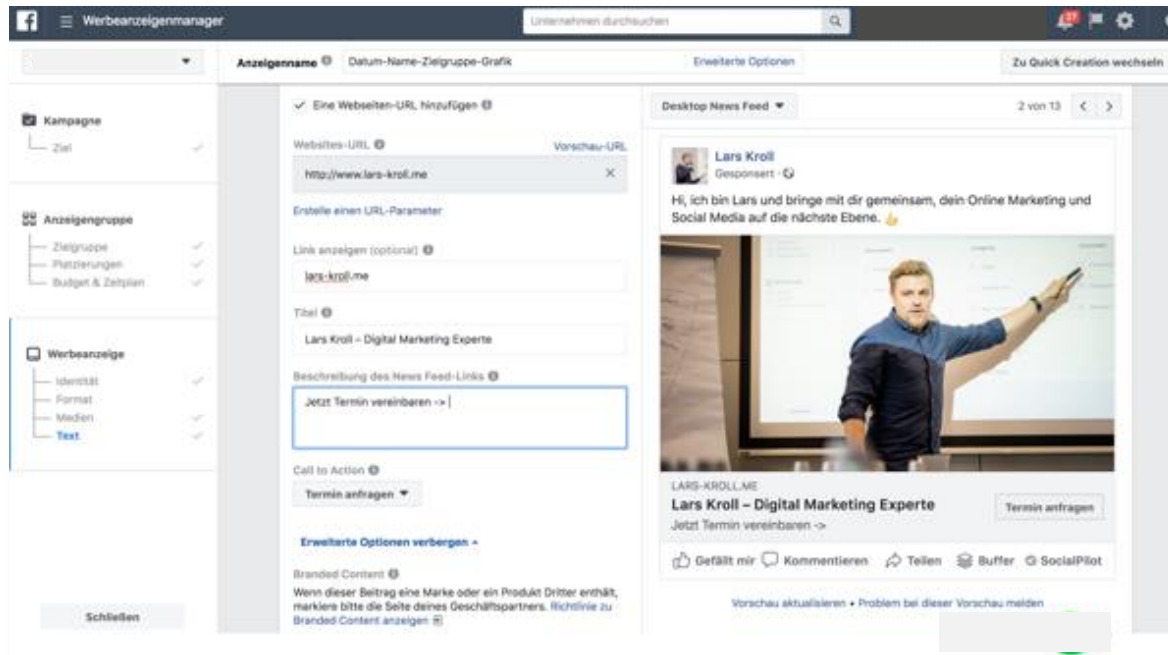 Werbeanzeigenmanager
Unternehmen durchsuchen
27
Anzeigenname
Datum-Name-Zielgruppe-Grafik
Erweiterte Optionen
Zu Quick Creation wechseln
Kampagne
Ziel
Anzeigengruppe
Zielgruppe
Platzierungen
Budget & Zeitplan
Werbeanzeige
Identität
Format
Medien
Text
Schließen
Eine Webseiten-URL hinzufügen
Websites-URL
Vorschau-URL
http://www.lars-kroll.me
Erstelle einen URL-Parameter
Link anzeigen (optional)
lars-kroll.me
Titel
Lars Kroll – Digital Marketing Experte
Beschreibung des News Feed-Links
Jetzt Termin vereinbaren ->
Call to Action
Termin anfragen
Erweiterte Optionen verbergen
Branded Content
Wenn dieser Beitrag eine Marke oder ein Produkt Dritter enthält,
markiere bitte die Seite deines Geschäftspartners. Richtlinie zu
Branded Content anzeigen
Desktop News Feed
2 von 13
Lars Kroll
Gesponsert ·
Hi, ich bin Lars und bringe mit dir gemeinsam, dein Online Marketing und
Social Media auf die nächste Ebene. 👍
LARS-KROLL.ME
Lars Kroll – Digital Marketing Experte
Termin anfragen
Jetzt Termin vereinbaren ->
Gefällt mir Kommentieren Teilen Buffer SocialPilot
Vorschau aktualisieren • Problem bei dieser Vorschau melden